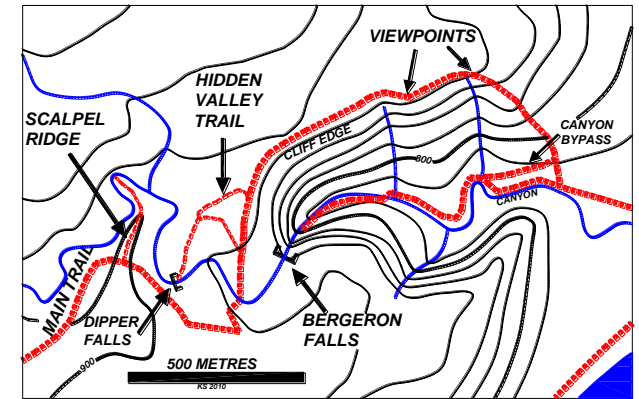 VIEWPOINTS
HIDDEN
VALLEY
TRAIL
SCALPEL
RIDGE
CLIFF EDGE
CANYON
BYPASS
800
CANYON
MAIN TRAIL
DIPPER
FALLS
BERGERON
FALLS
900
500 METRES
KS 2010